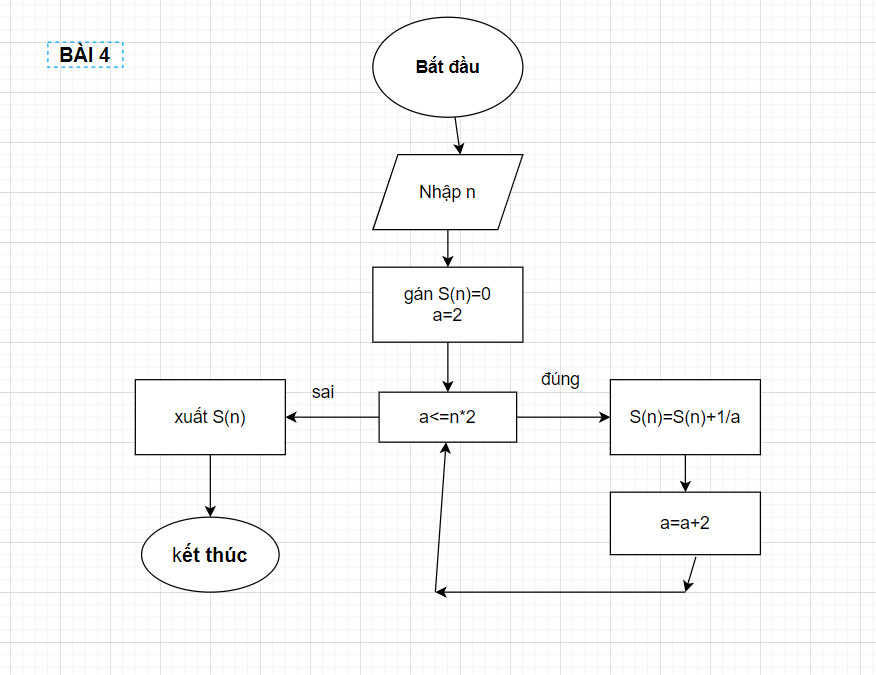 BÀI 4
Bắt đầu
Nhập n
gán S(n)=0
a=2
sai
đúng
xuất S(n)
a<=n*2
S(n)=S(n)+1/a
a=a+2
kết thúc